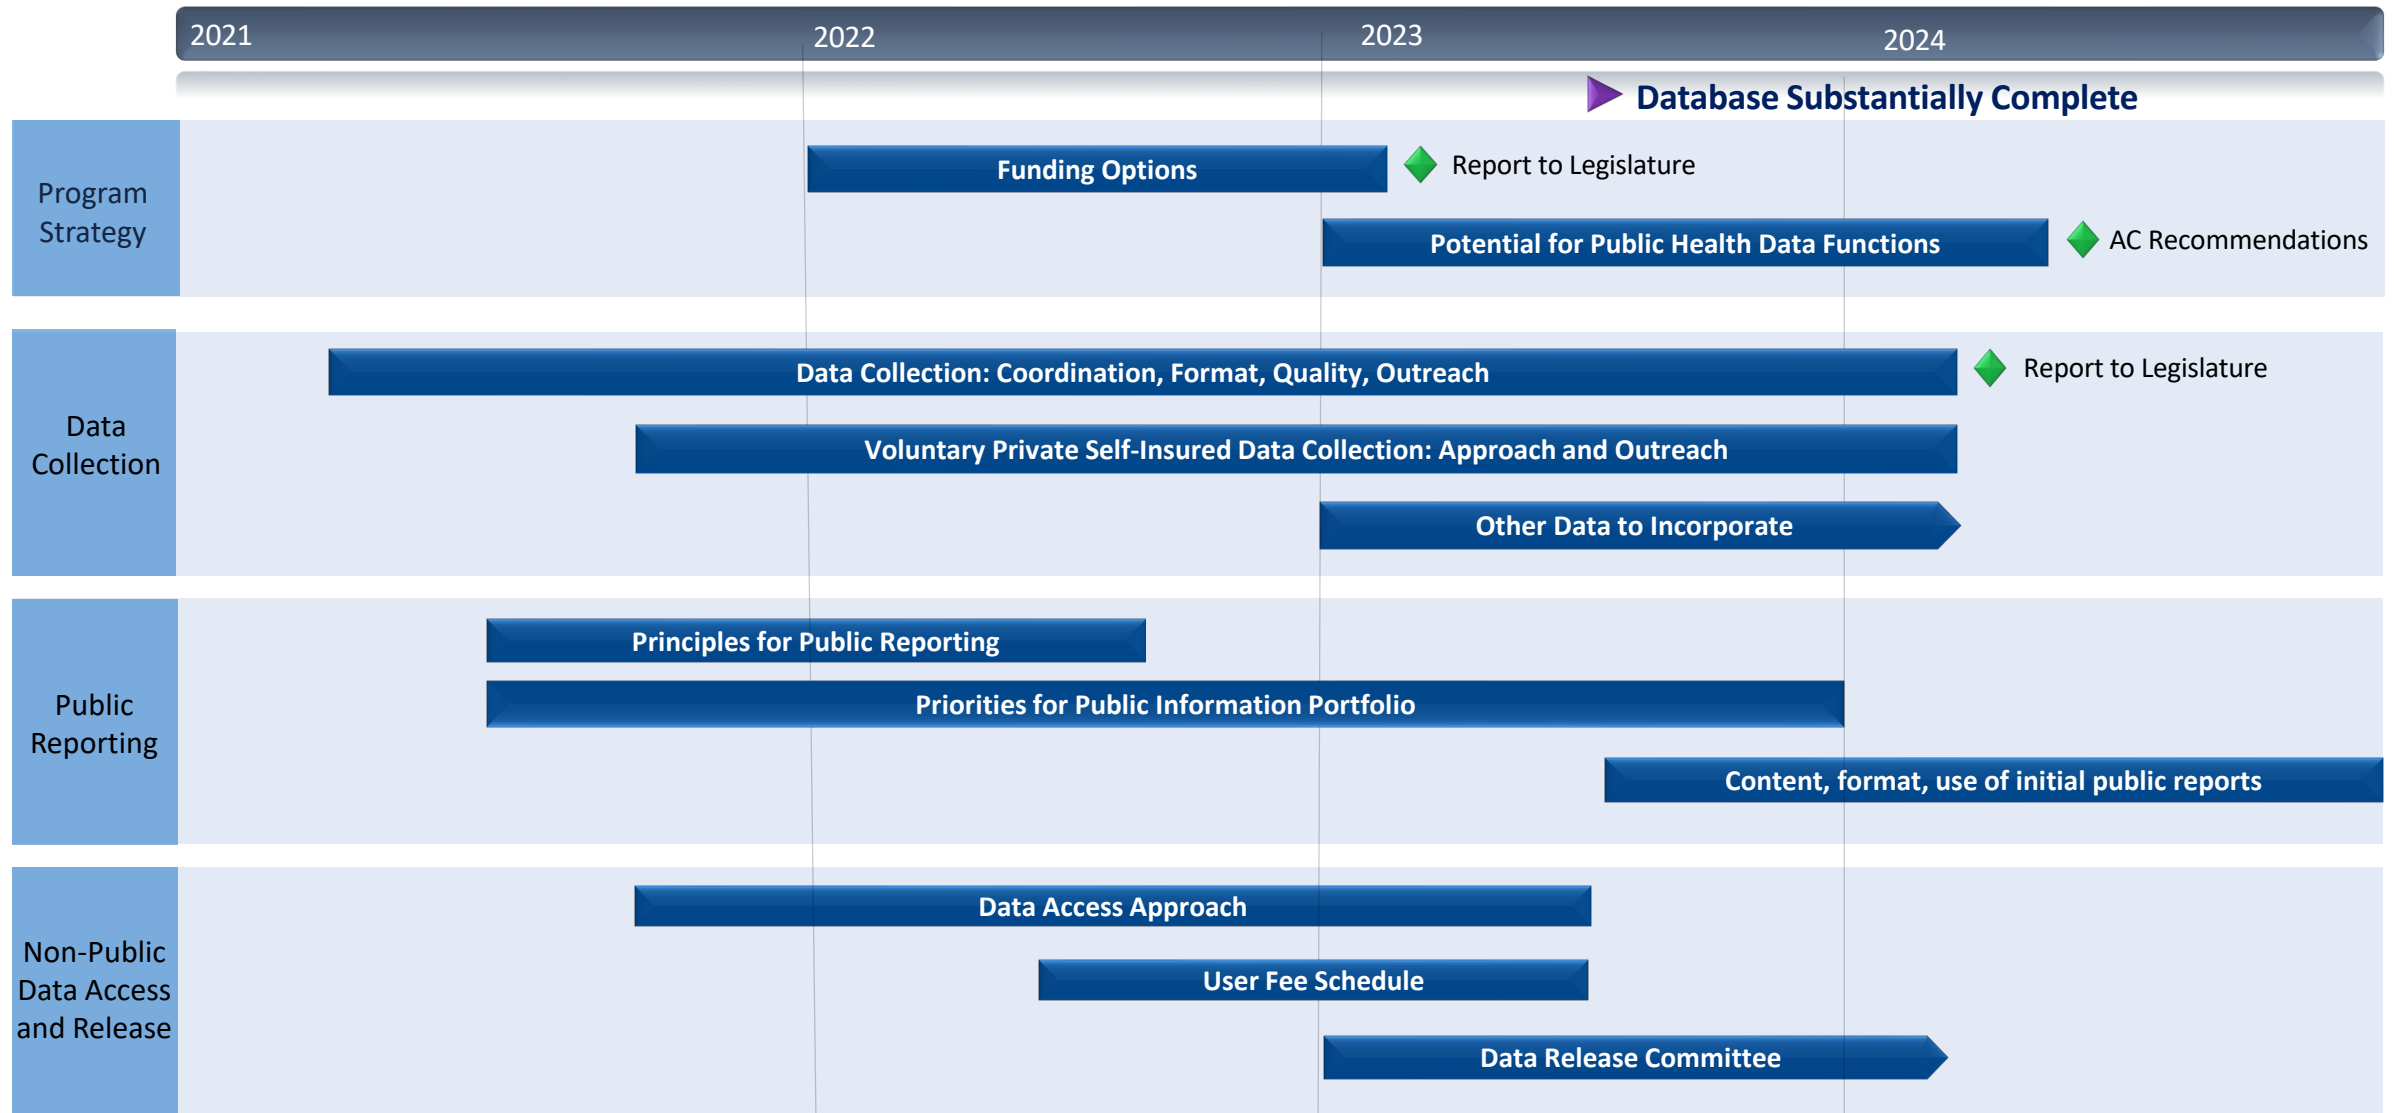 2021
2022
2023
2024
Database Substantially Complete
Program
Strategy
Funding Options
Report to Legislature
Potential for Public Health Data Functions
AC Recommendations
Data
Collection
Data Collection: Coordination, Format, Quality, Outreach
Report to Legislature
Voluntary Private Self-Insured Data Collection: Approach and Outreach
Other Data to Incorporate
Public
Reporting
Principles for Public Reporting
Priorities for Public Information Portfolio
Content, format, use of initial public reports
Non-Public
Data Access
and Release
Data Access Approach
User Fee Schedule
Data Release Committee